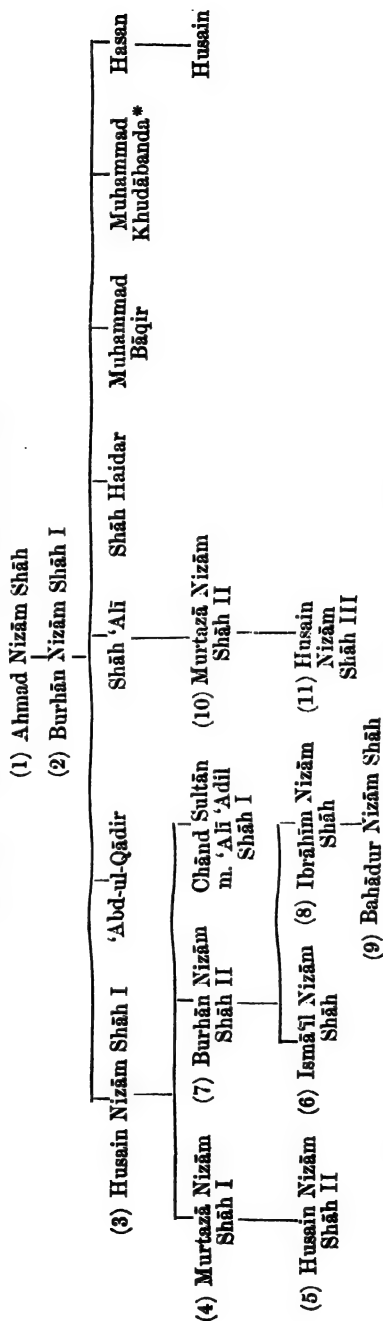 (1) Ahmad Nizām Shāh
(2) Burhān Nizām Shāh I
(3) Husain Nizām Shāh I
‘Abd-ul-Qādir
Shāh ‘Alī
Shāh Haidar
Muhammad
Bāqir
Muhammad
Khudābanda*
Hasan
Husain
(4) Murtazā Nizām
Shāh I
(7) Burhān Nizām
Shāh II
Chānd Sultān
m. ‘Alī ‘Ādil
Shāh I
(10) Murtazā Nizām
Shāh II
(5) Husain Nizām
Shāh II
(6) Ismā‘īl Nizām
Shāh
(8) Ibrāhīm Nizām
Shāh
(11) Husain
Nizām
Shāh III
(9) Bahādur Nizām Shāh